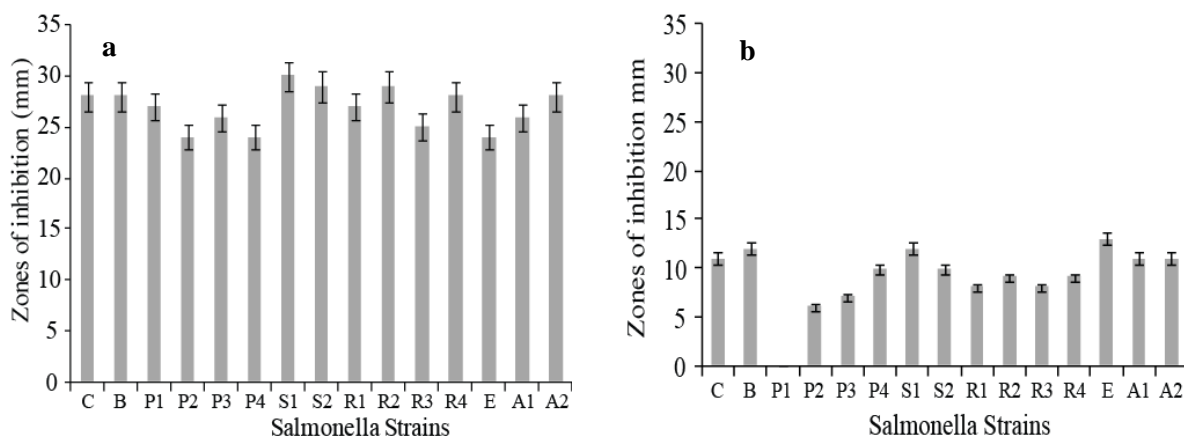 a
Zones of inhibition (mm)
35
30
25
20
15
10
5
0
C B P1 P2 P3 P4 S1 S2 R1 R2 R3 R4 E A1 A2
Salmonella Strains
b
Zones of inhibition mm
35
30
25
20
15
10
5
0
C B P1 P2 P3 P4 S1 S2 R1 R2 R3 R4 E A1 A2
Salmonella Strains